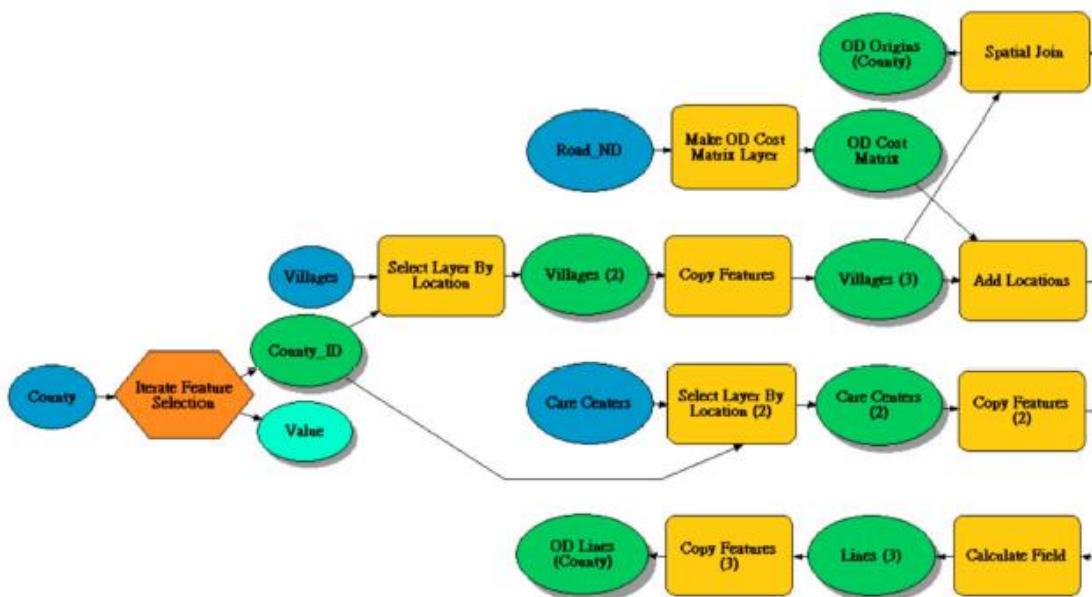 OD Origins
(County)
Spatial Join
Road_ND
Make OD Cost
Matrix Layer
OD Cost
Matrix
Villages
Select Layer By
Location
Villages (2)
Copy Features
Villages (3)
Add Locations
County_ID
County
Iterate Feature
Selection
Value
Care Centers
Select Layer By
Location (2)
Care Centers
(2)
Copy Features
(2)
OD Lines
(County)
Copy Features
(3)
Lines (3)
Calculate Field